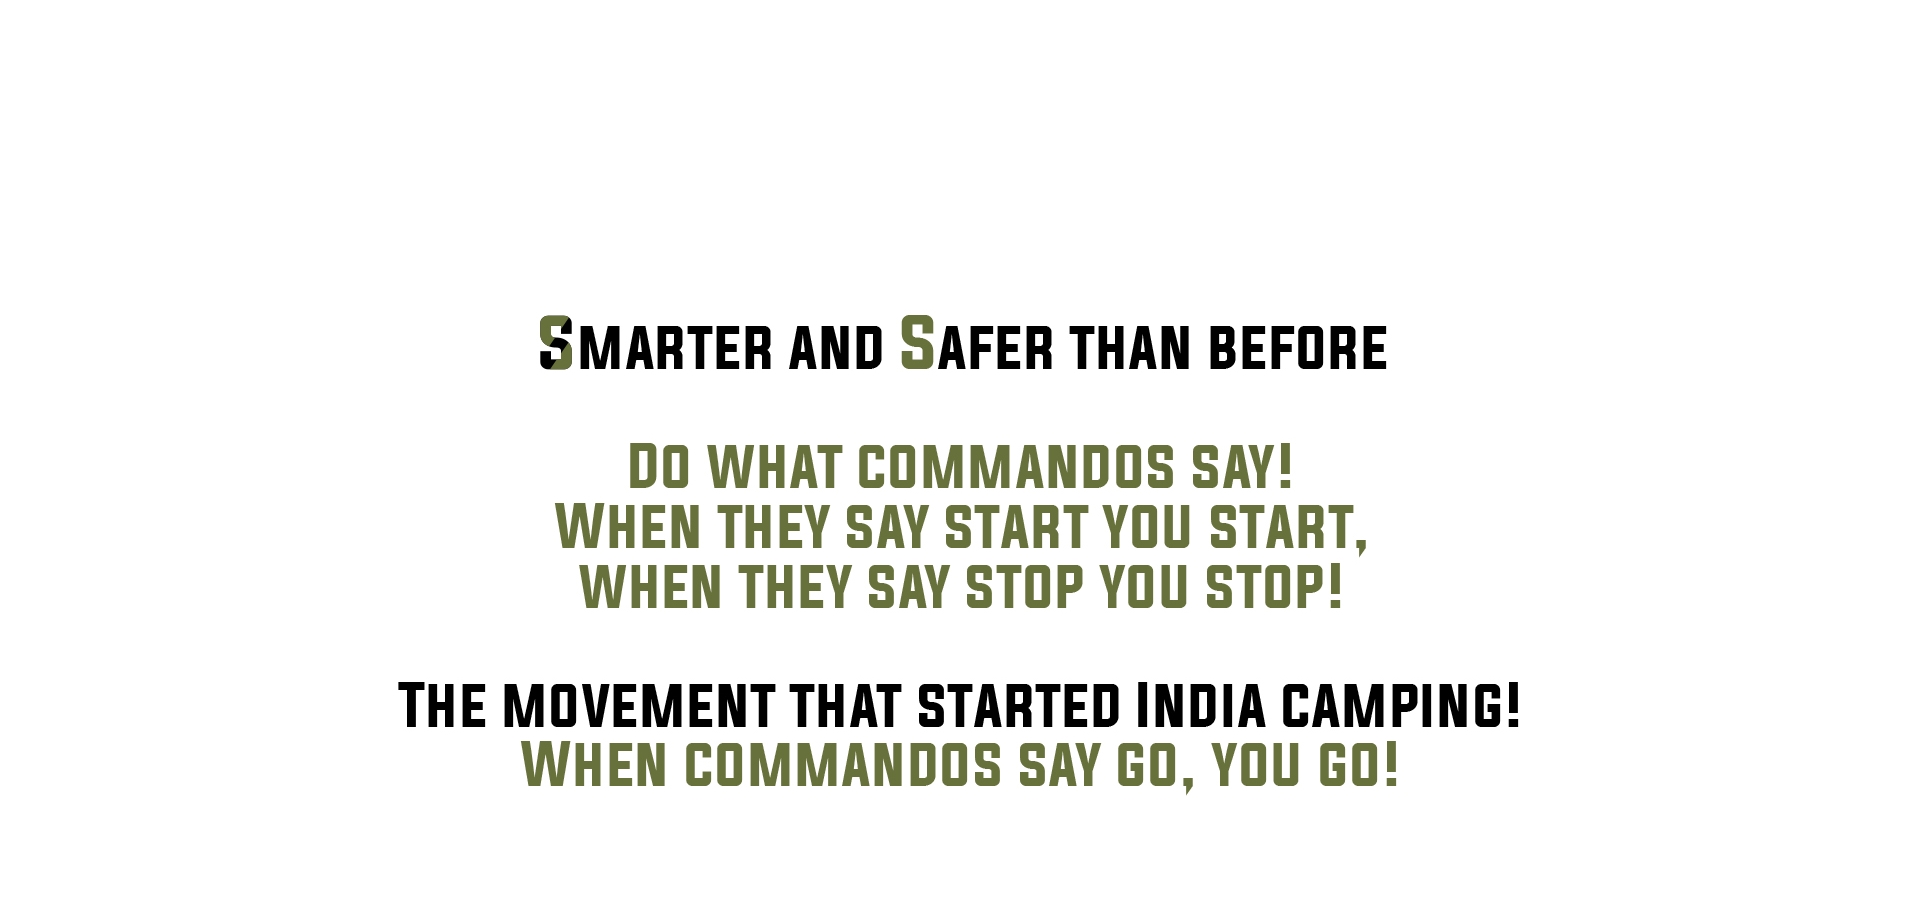 Smarter and Safer than before
Do what commandos say!
When they say start you start,
when they say stop you stop!
The movement that started India camping!
When commandos say go, you go!